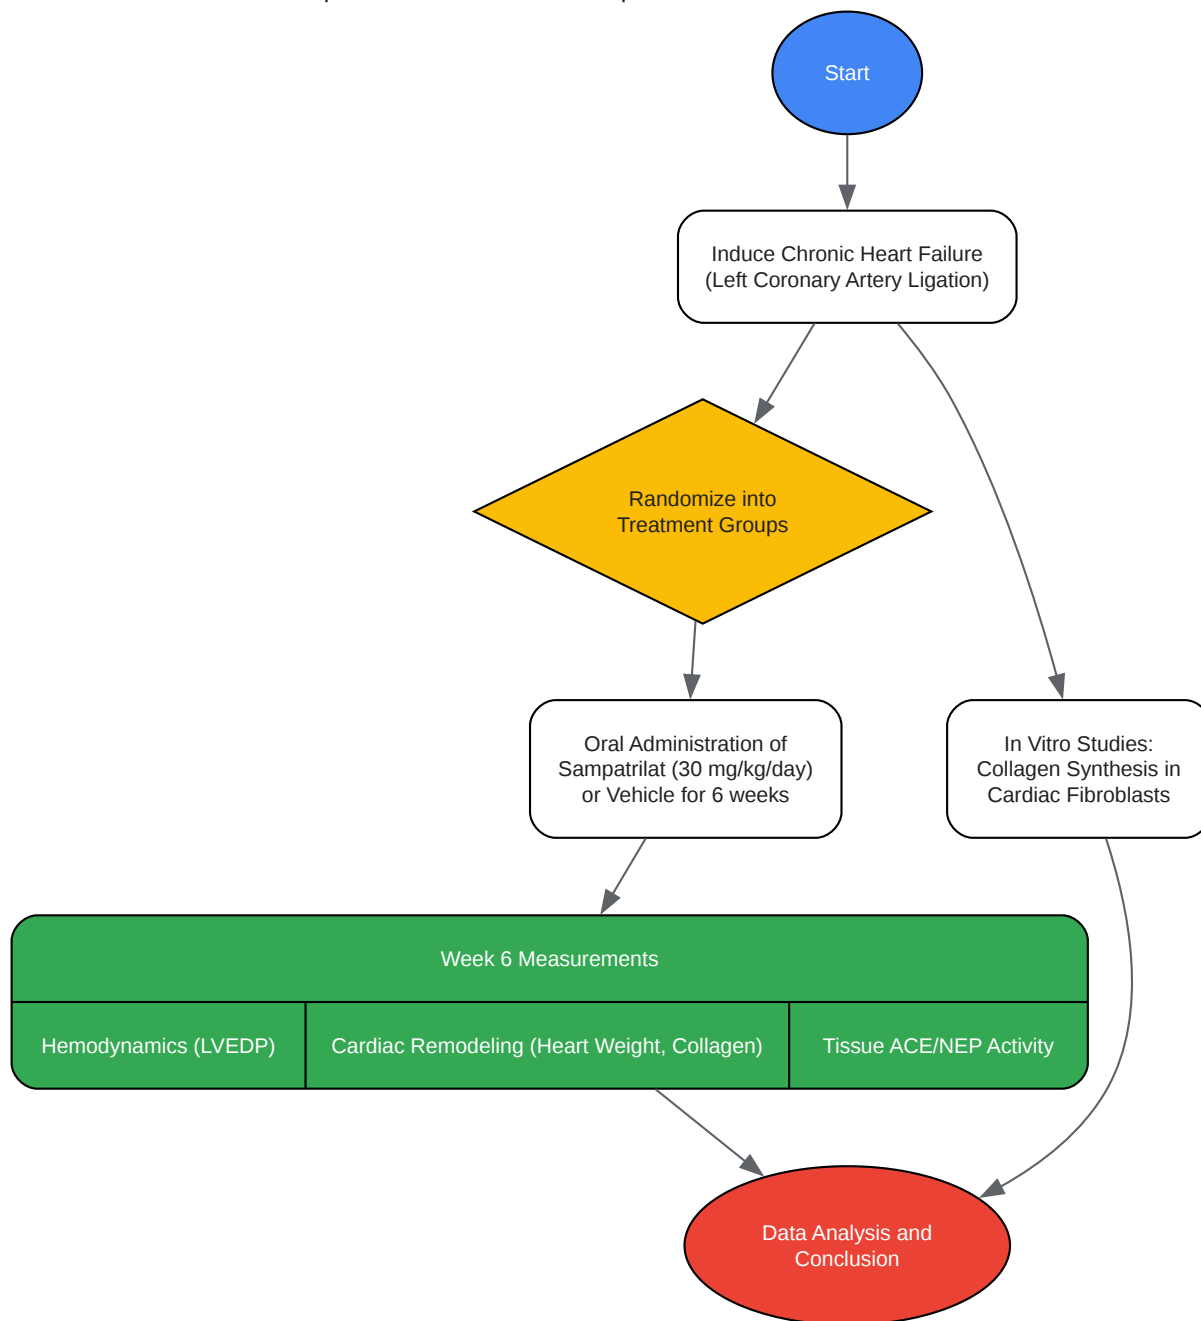 Start
Induce Chronic Heart Failure
(Left Coronary Artery Ligation)
Randomize into
Treatment Groups
Oral Administration of
Sampatrilat (30 mg/kg/day)
or Vehicle for 6 weeks
In Vitro Studies:
Collagen Synthesis in
Cardiac Fibroblasts
Week 6 Measurements
Hemodynamics (LVEDP)
Cardiac Remodeling (Heart Weight, Collagen)
Tissue ACE/NEP Activity
Data Analysis and
Conclusion